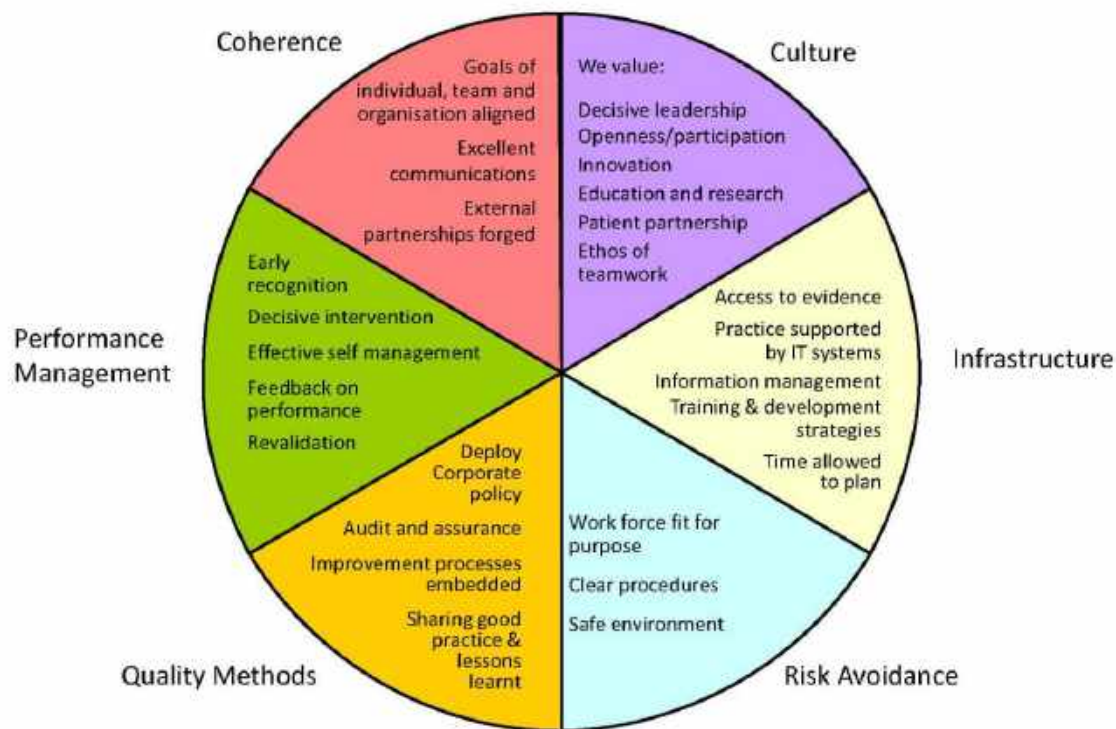 Coherence
Goals of
individual, team and
organisation aligned
Excellent
communications
External
partnerships forged
Culture
We value:
Decisive leadership
Openness/participation
Innovation
Education and research
Patient partnership
Ethos of
teamwork
Infrastructure
Access to evidence
Practice supported
by IT systems
Information management
Training & development
strategies
Time allowed
to plan
Risk Avoidance
Work force fit for
purpose
Clear procedures
Safe environment
Quality Methods
Deploy
Corporate
policy
Audit and assurance
Improvement processes
embedded
Sharing good
practice &
lessons
learnt
Performance
Management
Early
recognition
Decisive intervention
Effective self management
Feedback on
performance
Revalidation